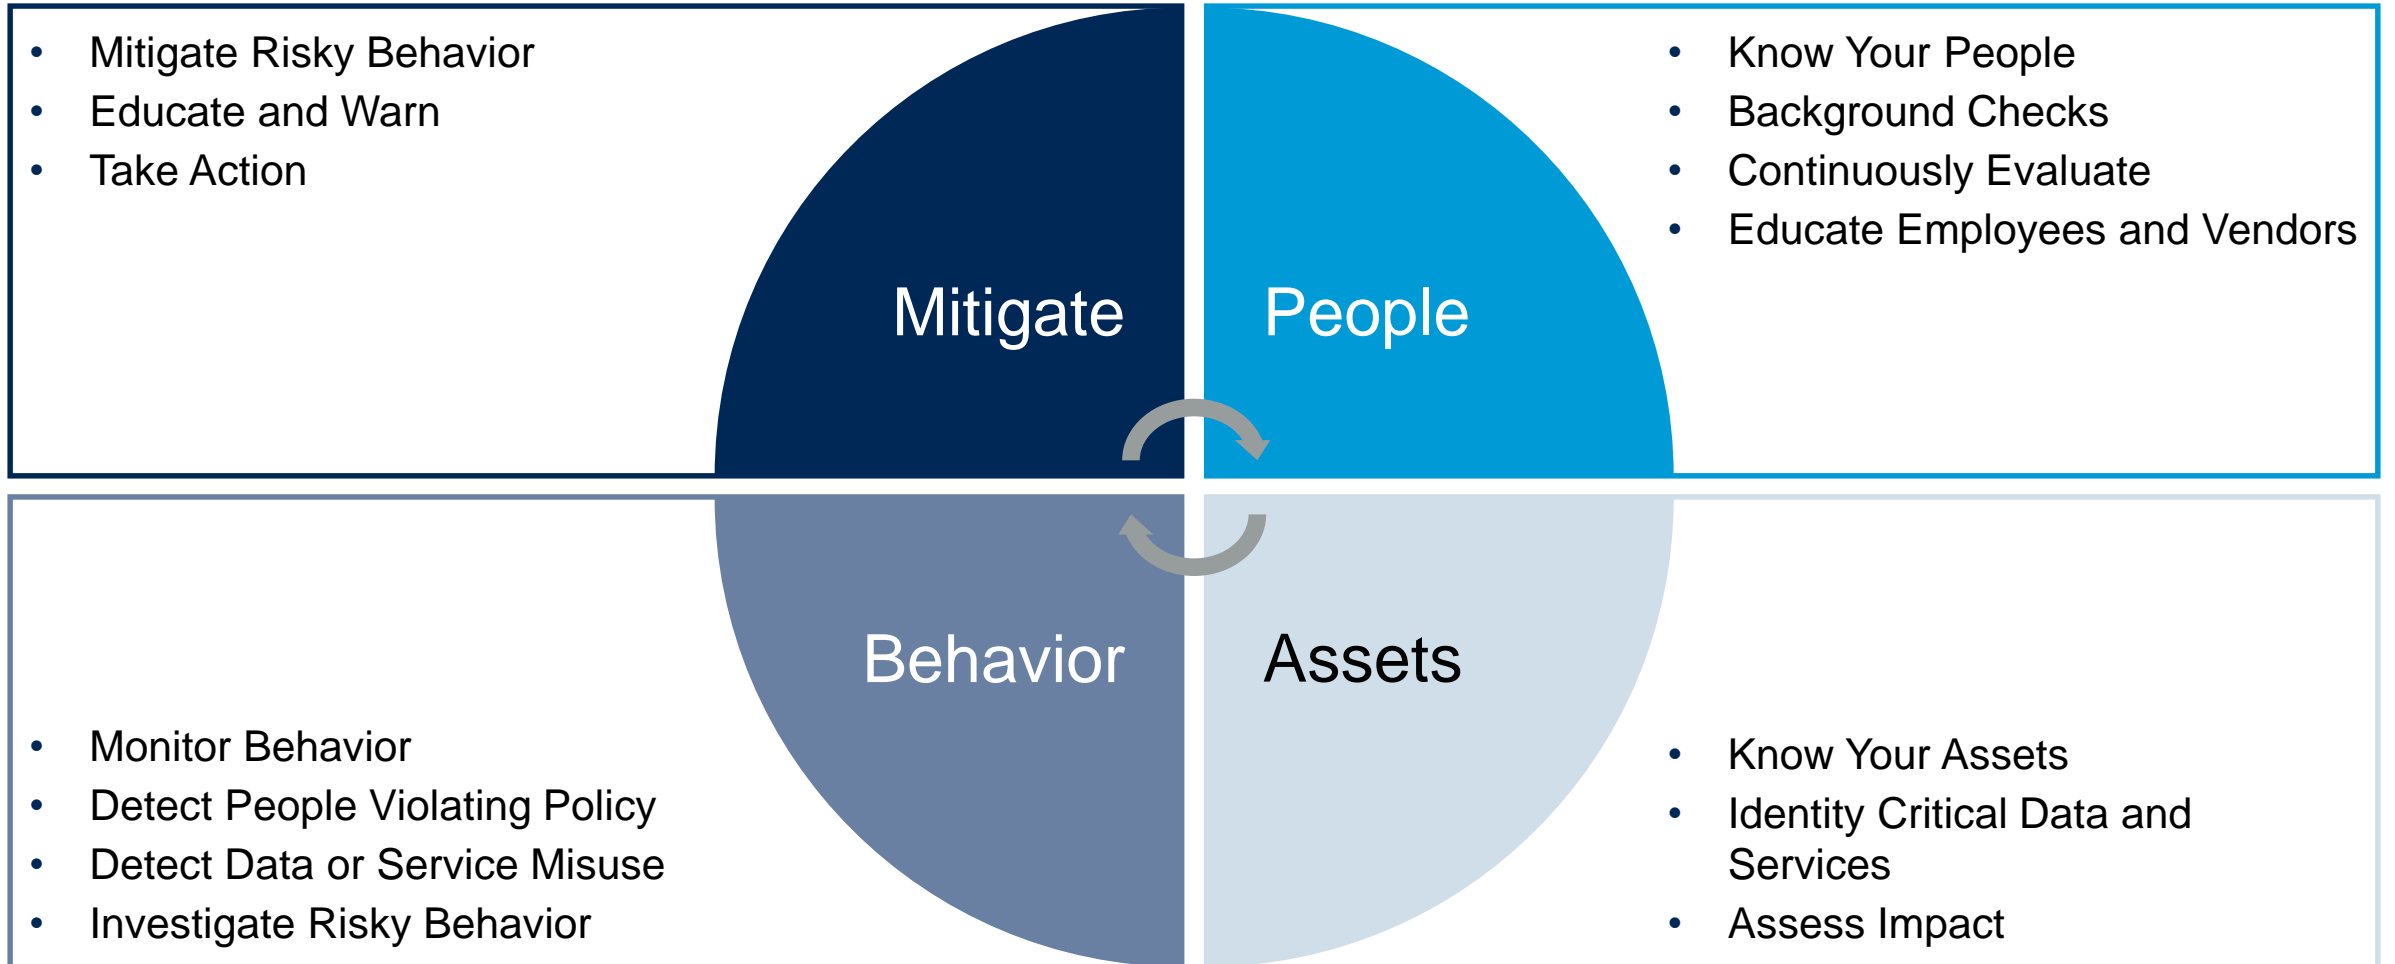 • Mitigate Risky Behavior
• Educate and Warn
• Take Action
Mitigate
People
• Know Your People
• Background Checks
• Continuously Evaluate
• Educate Employees and Vendors
Behavior
• Monitor Behavior
• Detect People Violating Policy
• Detect Data or Service Misuse
• Investigate Risky Behavior
Assets
• Know Your Assets
• Identity Critical Data and
Services
• Assess Impact